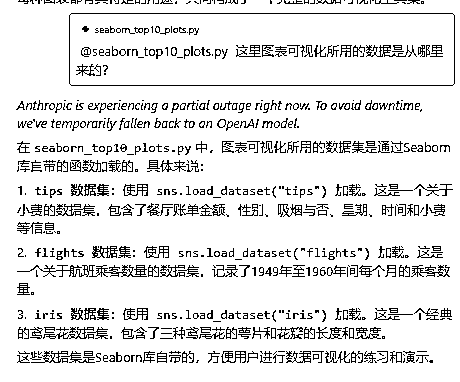 seaborn_top10_plots.py
@seaborn_top10_plots.py 这里图表可视化所用的数据是从哪里
来的?
Anthropic is experiencing a partial outage right now. To avoid downtime,
we've temporarily fallen back to an OpenAI model.
在 seaborn_top10_plots.py 中，图表可视化所用的数据集是通过Seaborn
库自带的函数加载的。具体来说：
1. tips 数据集：使用 sns.load_dataset("tips") 加载。这是一个关于
小费的数据集，包含了餐厅账单金额、性别、吸烟与否、星期、时间和小费
等信息。
2. flights 数据集：使用 sns.load_dataset("flights") 加载。这是
一个关于航班乘客数量的数据集，记录了1949年至1960年间每个月的乘客数
量。
3. iris 数据集：使用 sns.load_dataset("iris") 加载。这是一个经典
的鸢尾花数据集，包含了三种鸢尾花的萼片和花瓣的长度和宽度。
这些数据集是Seaborn库自带的，方便用户进行数据可视化的练习和演示。